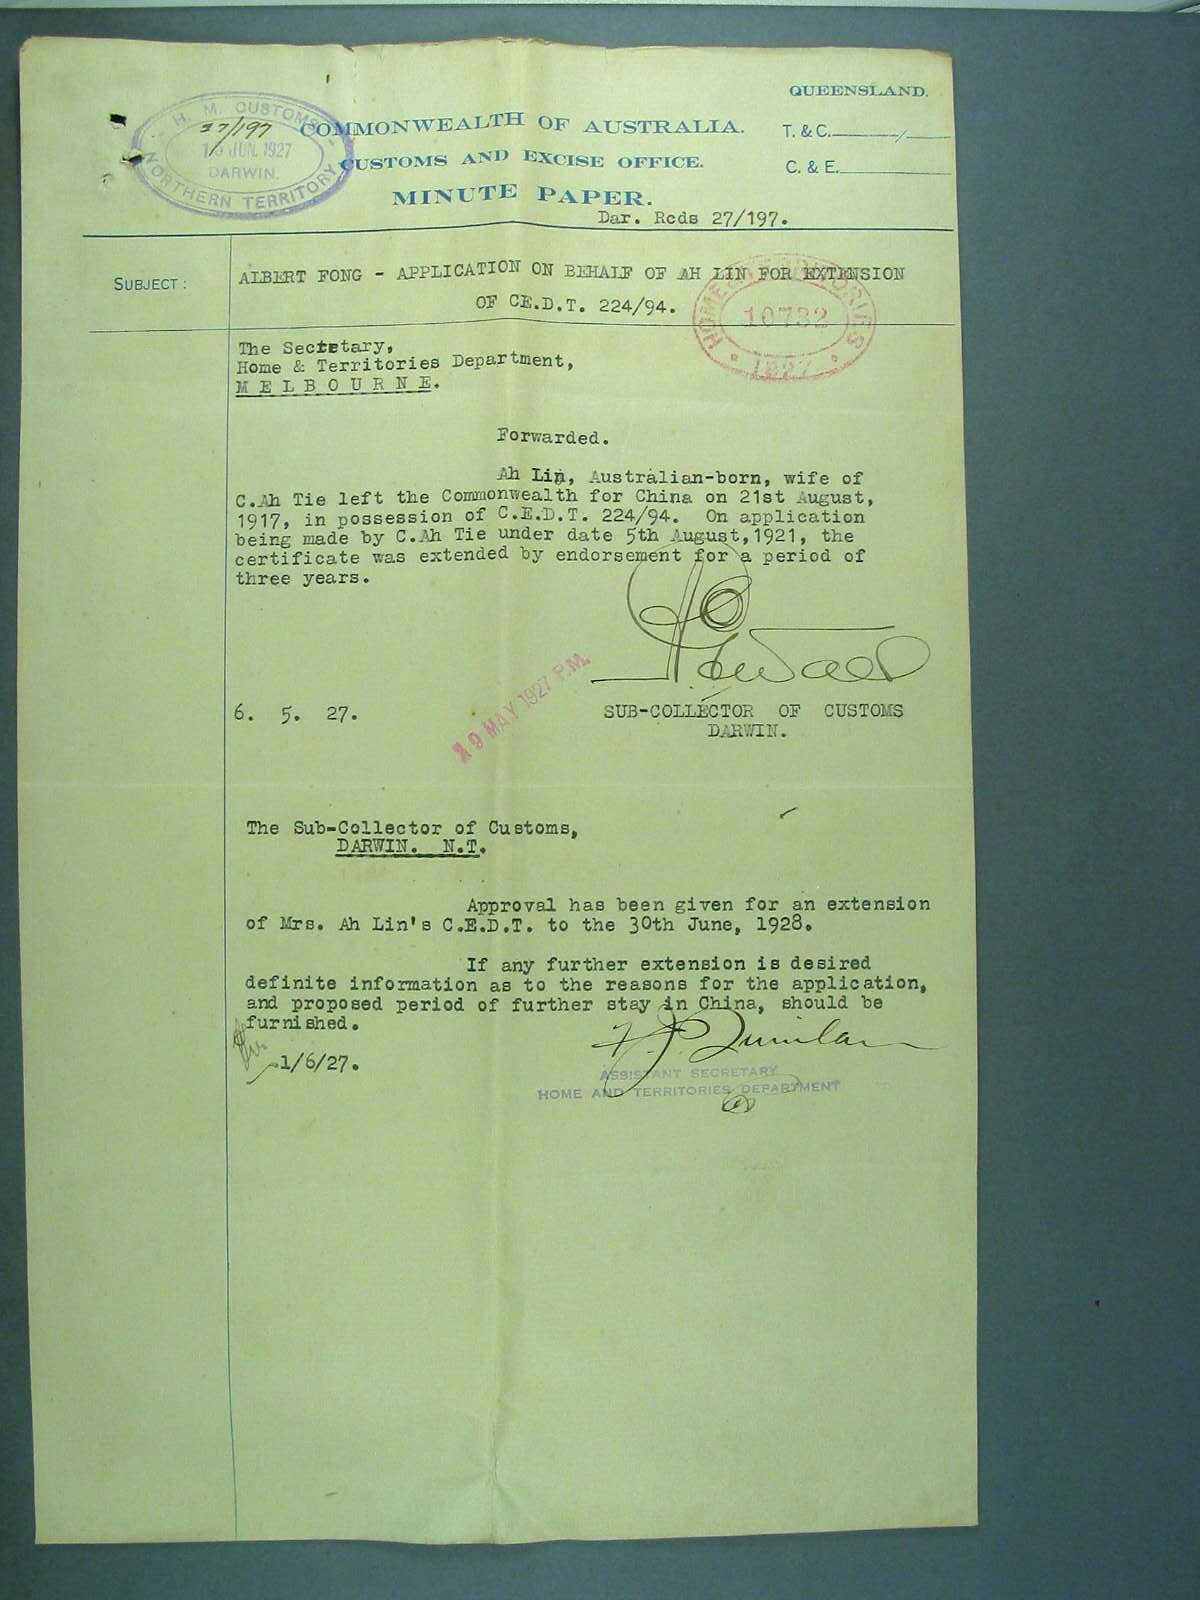 QUEENSLAND.
H. M. CUSTOMS
27/197
13 JUN. 1927
DARWIN.
NORTHERN TERRITORY
COMMONWEALTH OF AUSTRALIA.
T. & C.
CUSTOMS AND EXCISE OFFICE.
C. & E.
MINUTE PAPER.
Dar. Rcds 27/197.
SUBJECT:
ALBERT FONG - APPLICATION ON BEHALF OF AH LIN FOR EXTENSION
OF CE.D.T. 224/94.
HOME & TERRITORIES
10732
1927
The Secretary,
Home & Territories Department,
MELBOURNE.
Forwarded.
Ah Lin, Australian-born, wife of
C.Ah Tie left the Commonwealth for China on 21st August,
1917, in possession of C.E.D.T. 224/94. On application
being made by C.Ah Tie under date 5th August,1921, the
certificate was extended by endorsement for a period of
three years.
19 MAY 1927 P.M.
6. 5. 27.
SUB-COLLECTOR OF CUSTOMS
DARWIN.
The Sub-Collector of Customs,
DARWIN. N.T.
Approval has been given for an extension
of Mrs. Ah Lin's C.E.D.T. to the 30th June, 1928.
If any further extension is desired
definite information as to the reasons for the application,
and proposed period of further stay in China, should be
furnished.
F.J. Quinlan
1/6/27.
ASSISTANT SECRETARY
HOME AND TERRITORIES DEPARTMENT